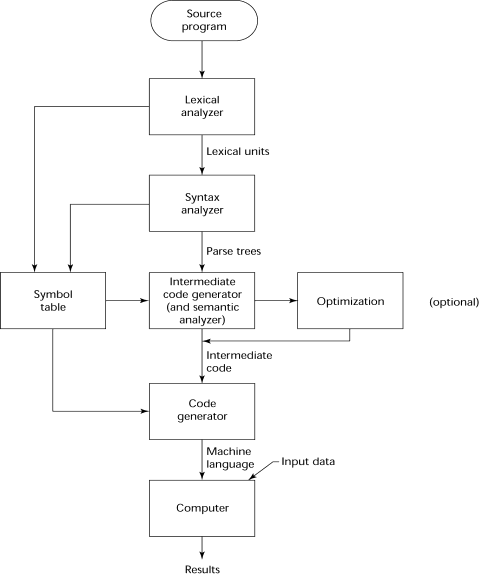 Source
program
Lexical
analyzer
Lexical units
Syntax
analyzer
Parse trees
Symbol
table
Intermediate
code generator
(and semantic
analyzer)
Optimization
(optional)
Intermediate
code
Code
generator
Machine
language
Input data
Computer
Results